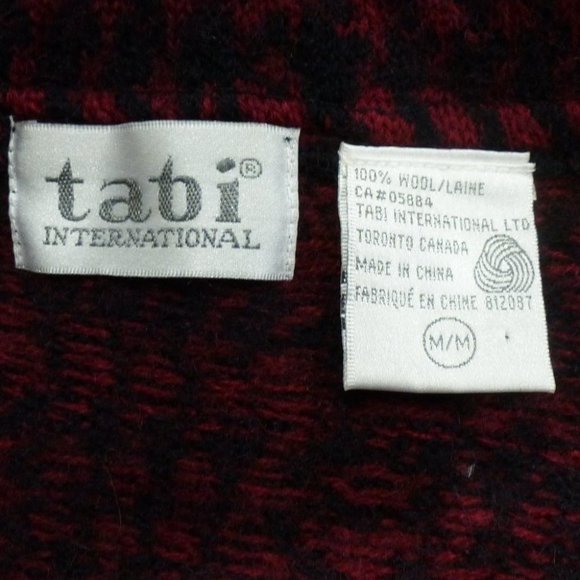 tabi®
INTERNATIONAL
100% WOOL/LAINE
CA#05884
TABI INTERNATIONAL LTD
TORONTO CANADA
MADE IN CHINA
FABRIQUÉ EN CHINE 812087
M/M